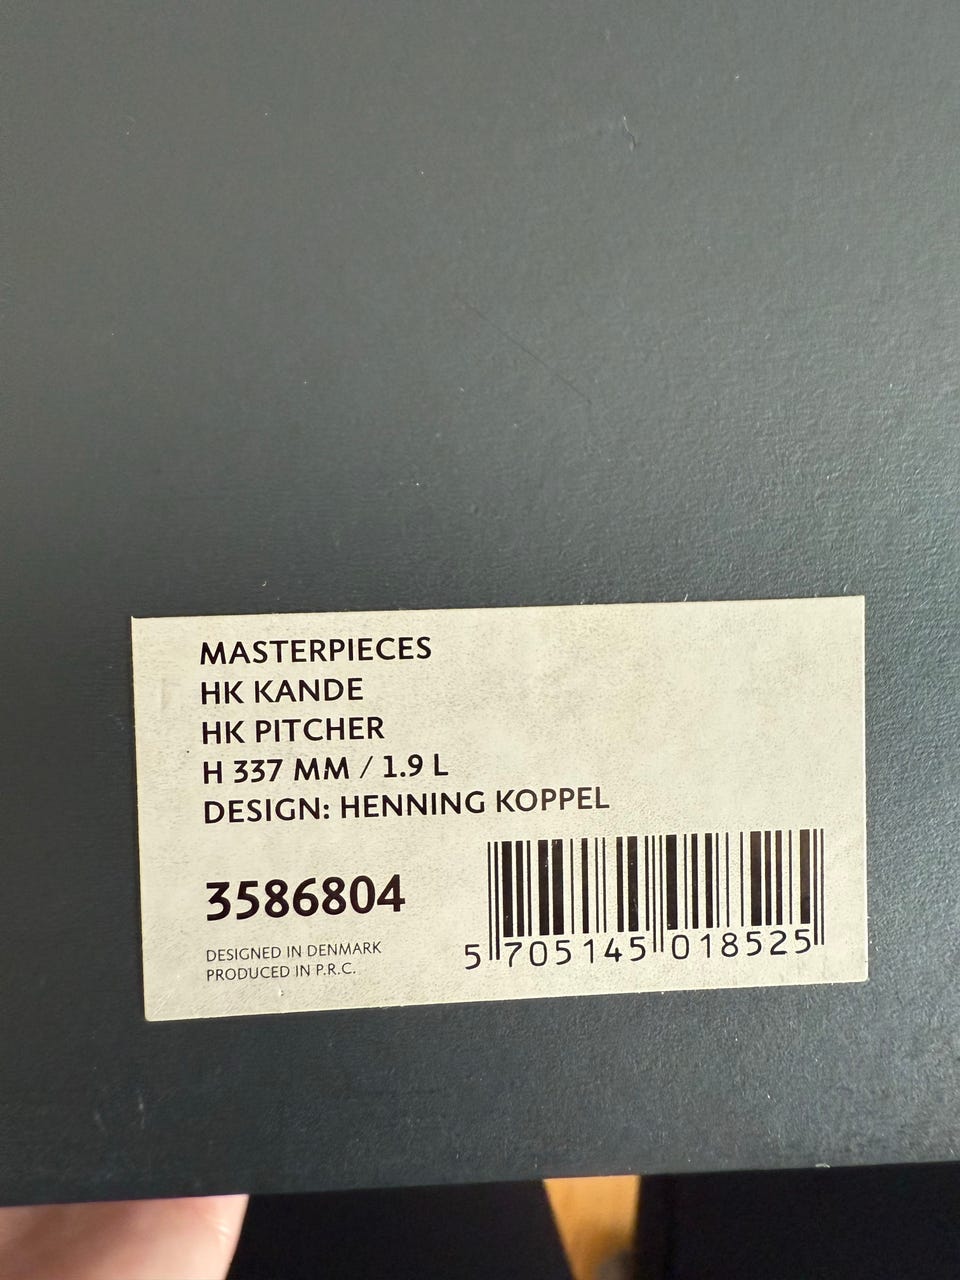 MASTERPIECES
HK KANDE
HK PITCHER
H 337 MM / 1.9 L
DESIGN: HENNING KOPPEL
3586804
DESIGNED IN DENMARK
PRODUCED IN P.R.C.
5 705145 018525